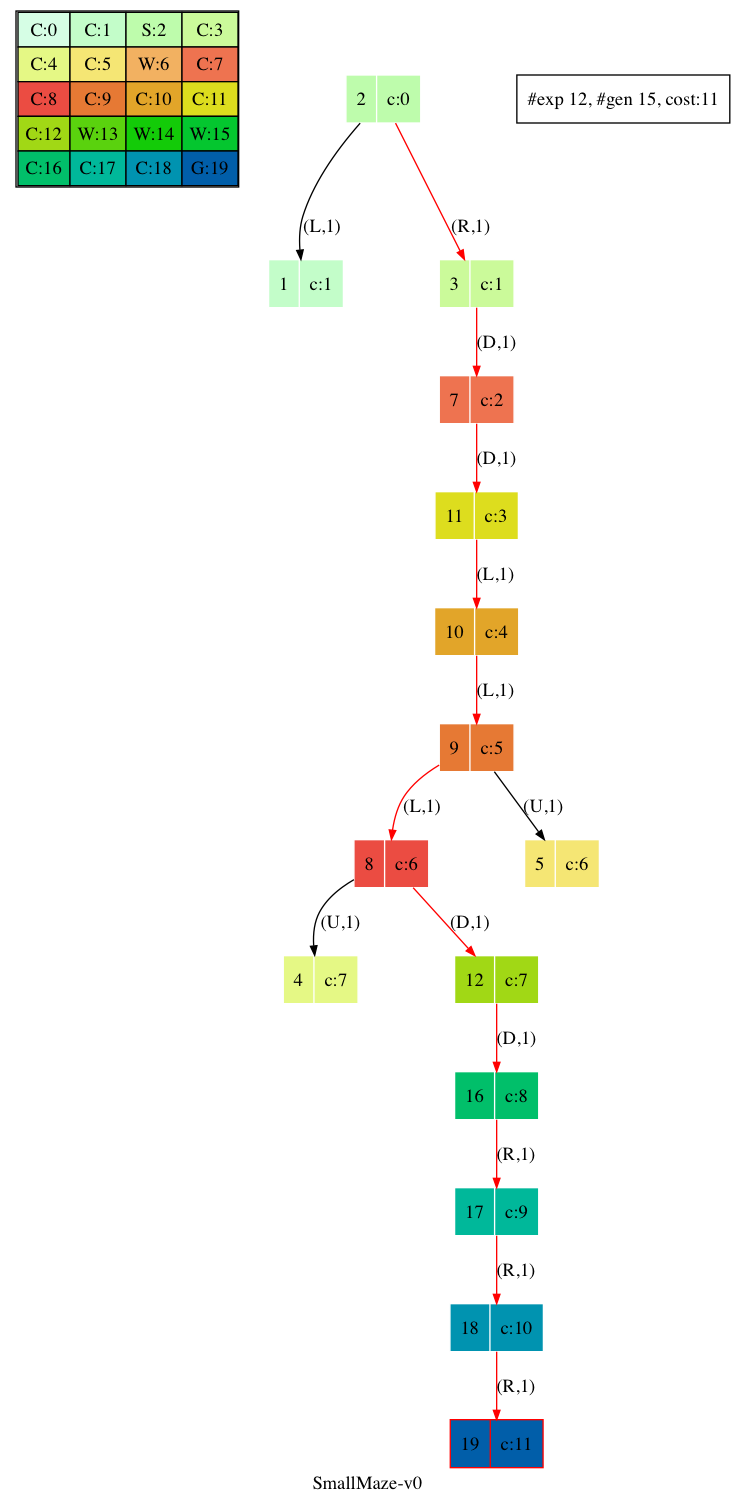 C:0 C:1 S:2 C:3
C:4 C:5 W:6 C:7
C:8 C:9 C:10 C:11
C:12 W:13 W:14 W:15
C:16 C:17 C:18 G:19
2 c:0
#exp 12, #gen 15, cost:11
(L,1) (R,1)
1 c:1 3 c:1
(D,1)
7 c:2
(D,1)
11 c:3
(L,1)
10 c:4
(L,1)
9 c:5
(L,1) (U,1)
8 c:6 5 c:6
(U,1) (D,1)
4 c:7 12 c:7
(D,1)
16 c:8
(R,1)
17 c:9
(R,1)
18 c:10
(R,1)
19 c:11
SmallMaze-v0